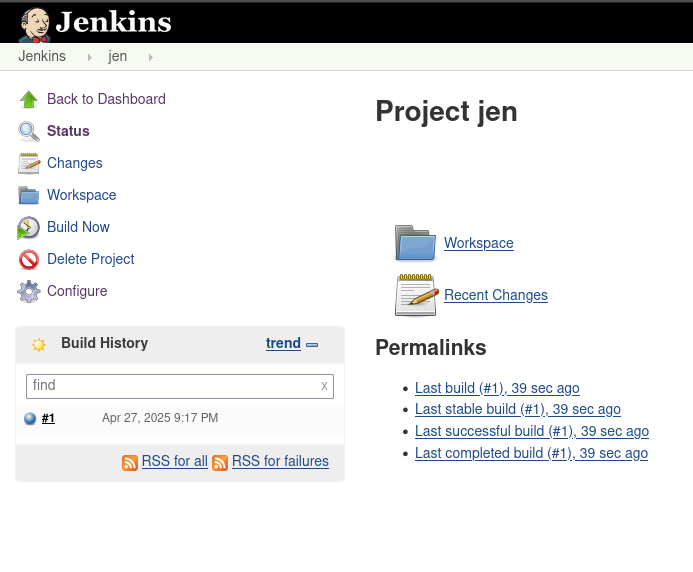 Jenkins
Jenkins jen
Back to Dashboard
Status
Changes
Workspace
Build Now
Delete Project
Configure
Build History trend
find x
#1 Apr 27, 2025 9:17 PM
RSS for all RSS for failures
Project jen
Workspace
Recent Changes
Permalinks
Last build (#1), 39 sec ago
Last stable build (#1), 39 sec ago
Last successful build (#1), 39 sec ago
Last completed build (#1), 39 sec ago